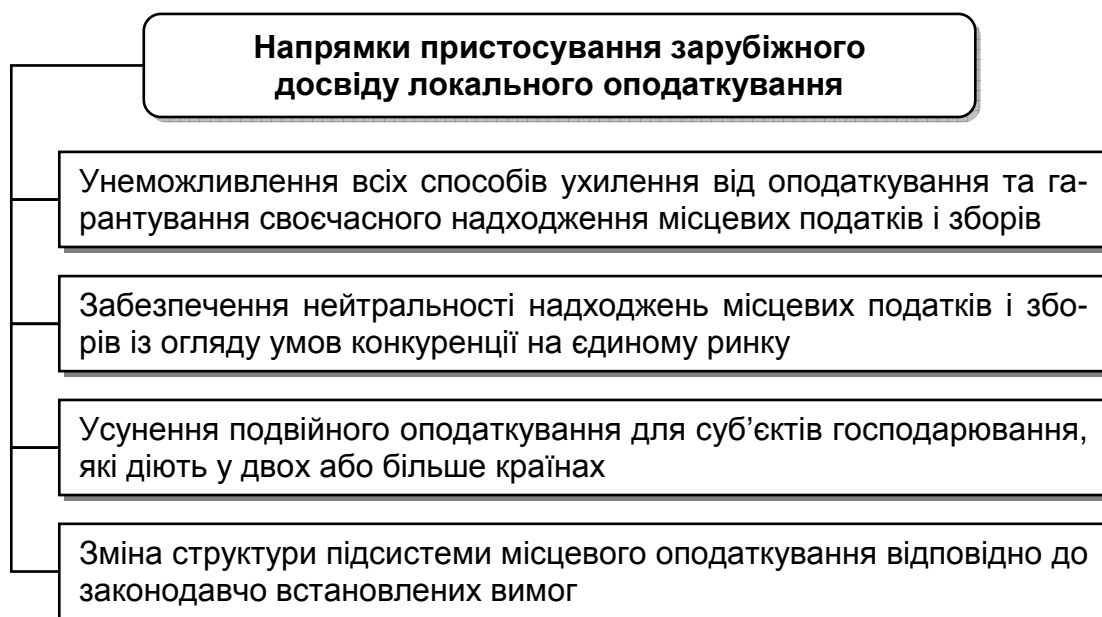 Напрямки пристосування зарубіжного
досвіду локального оподаткування
Унеможливлення всіх способів ухилення від оподаткування та га-
рантування своєчасного надходження місцевих податків і зборів
Забезпечення нейтральності надходжень місцевих податків і збо-
рів із огляду умов конкуренції на єдиному ринку
Усунення подвійного оподаткування для суб’єктів господарювання,
які діють у двох або більше країнах
Зміна структури підсистеми місцевого оподаткування відповідно до
законодавчо встановлених вимог